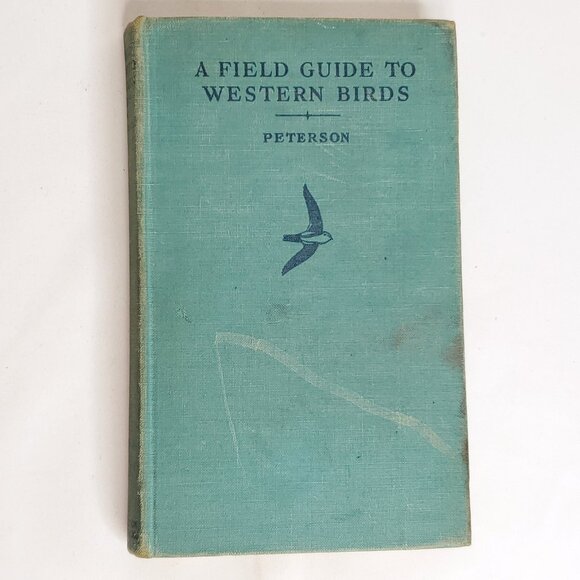 A FIELD GUIDE TO
WESTERN BIRDS
PETERSON